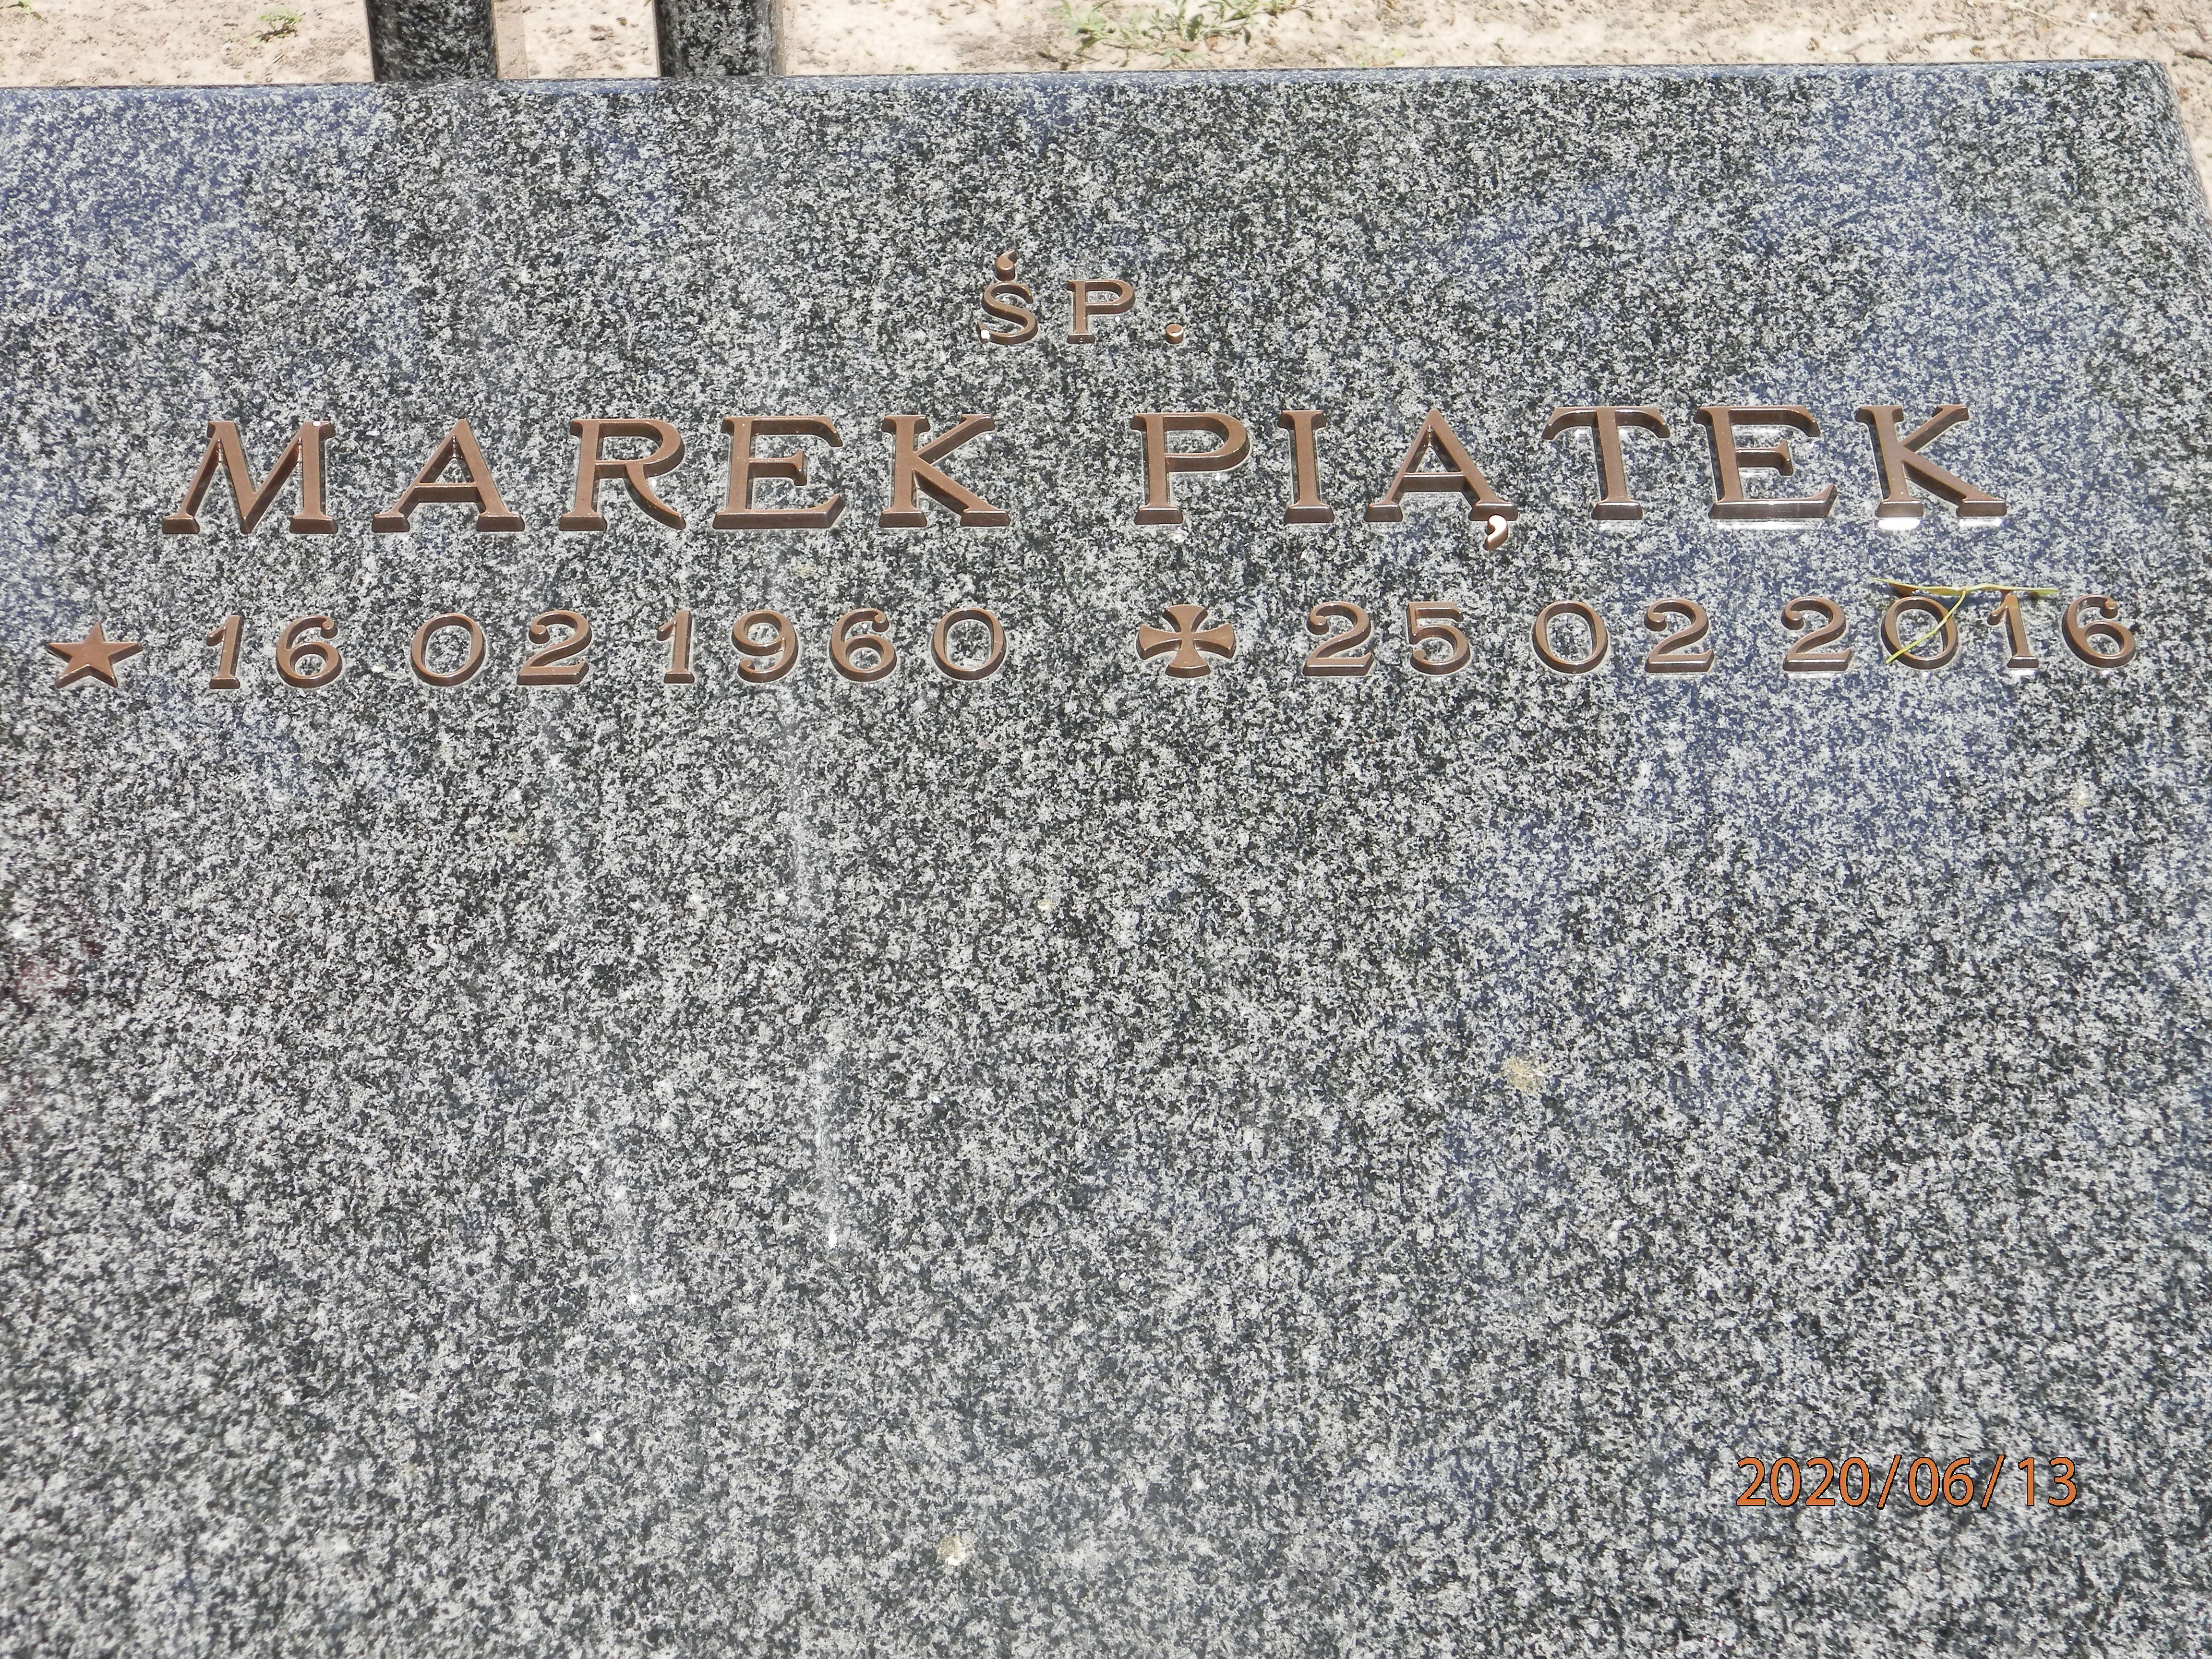 ŚP.
MAREK PIĄTEK
★ 16 02 1960 ✠ 25 02 2016
2020/06/13